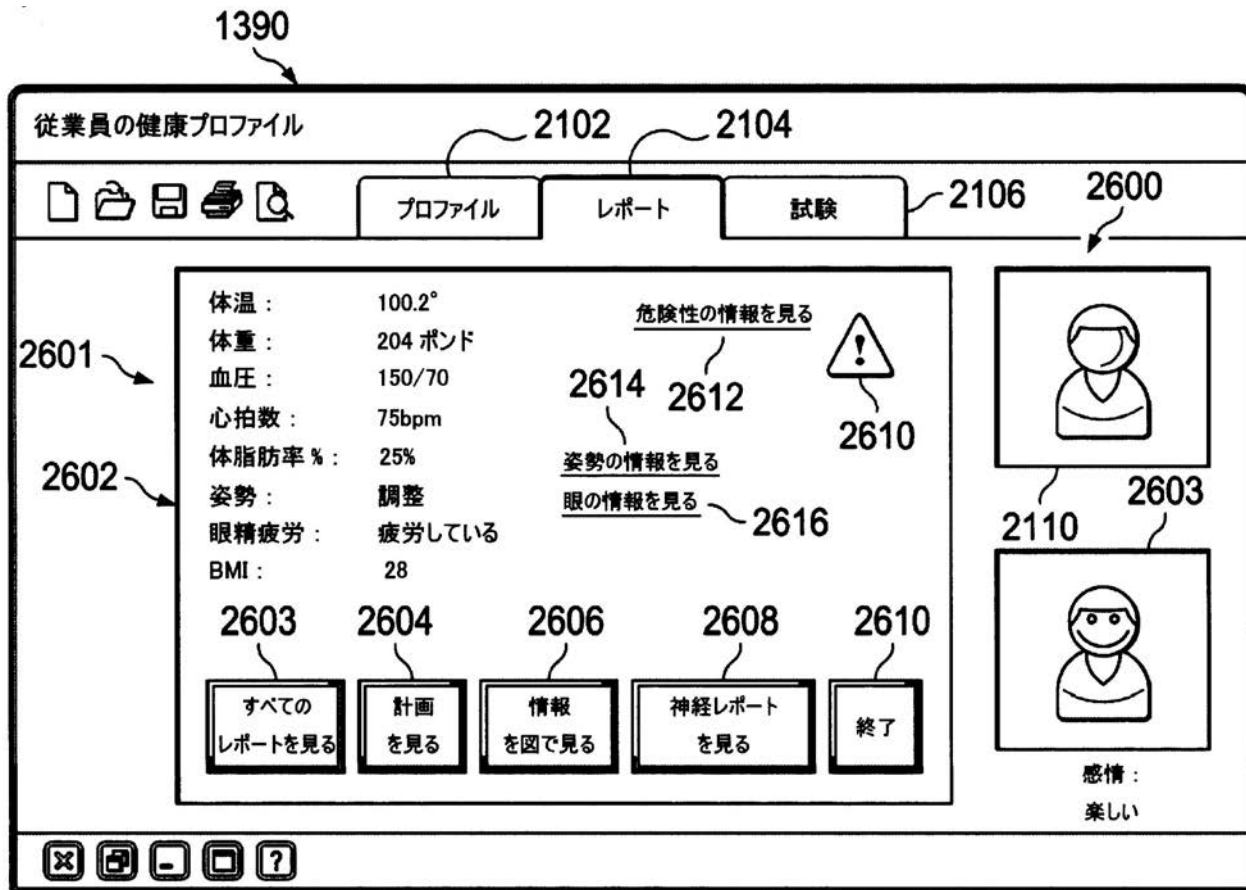 1390
従業員の健康プロファイル
2102
2104
プロファイル
レポート
試験
2106
2600
2601
2602
体温： 100.2°
体重： 204 ポンド
血圧： 150/70
心拍数： 75bpm
体脂肪率 %： 25%
姿勢： 調整
眼精疲労： 疲労している
BMI： 28
危険性の情報を見る
2612
!
2610
2614
姿勢の情報を見る
眼の情報を見る
2616
2110
2603
2603
2604
2606
2608
2610
すべての
レポートを見る
計画
を見る
情報
を図で見る
神経レポート
を見る
終了
感情：
楽しい
?